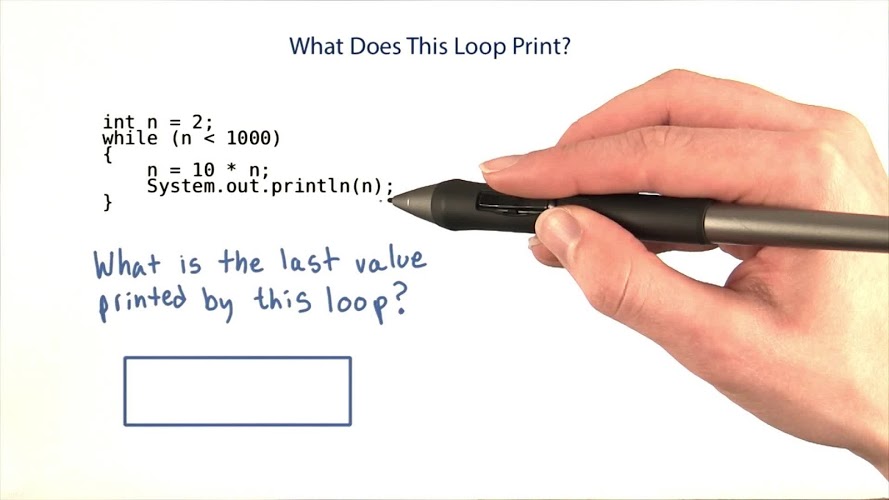 What Does This Loop Print?
int n = 2;
while (n < 1000)
{
    n = 10 * n;
    System.out.println(n);
}
What is the last value
printed by this loop?